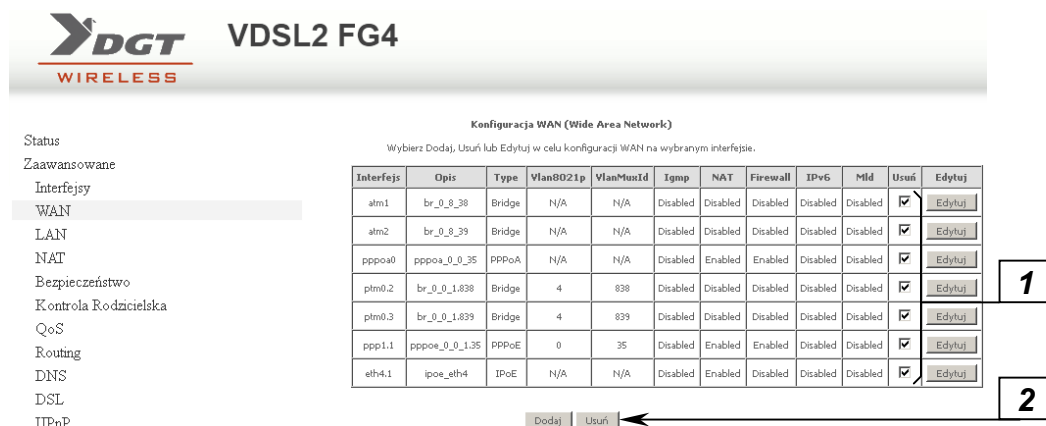 DGT
WIRELESS
VDSL2 FG4
Status
Zaawansowane
Interfejsy
WAN
LAN
NAT
Bezpieczeństwo
Kontrola Rodzicielska
QoS
Routing
DNS
DSL
UPnP
Konfiguracja WAN (Wide Area Network)
Wybierz Dodaj, Usuń lub Edytuj w celu konfiguracji WAN na wybranym interfejsie.
Interfejs Opis Type Vlan8021p VlanMuxId Igmp NAT Firewall IPv6 Mld Usuń Edytuj
atm1 br_0_8_38 Bridge N/A N/A Disabled Disabled Disabled Disabled Disabled Edytuj
atm2 br_0_8_39 Bridge N/A N/A Disabled Disabled Disabled Disabled Disabled Edytuj
pppoa0 pppoa_0_0_35 PPPoA N/A N/A Disabled Enabled Enabled Disabled Disabled Edytuj
ptm0.2 br_0_0_1.838 Bridge 4 838 Disabled Disabled Disabled Disabled Disabled Edytuj
ptm0.3 br_0_0_1.839 Bridge 4 839 Disabled Disabled Disabled Disabled Disabled Edytuj
ppp1.1 pppoe_0_0_1.35 PPPoE 0 35 Disabled Enabled Enabled Disabled Disabled Edytuj
eth4.1 ipoe_eth4 IPoE N/A N/A Disabled Enabled Disabled Disabled Disabled Edytuj
1
Dodaj Usuń
2